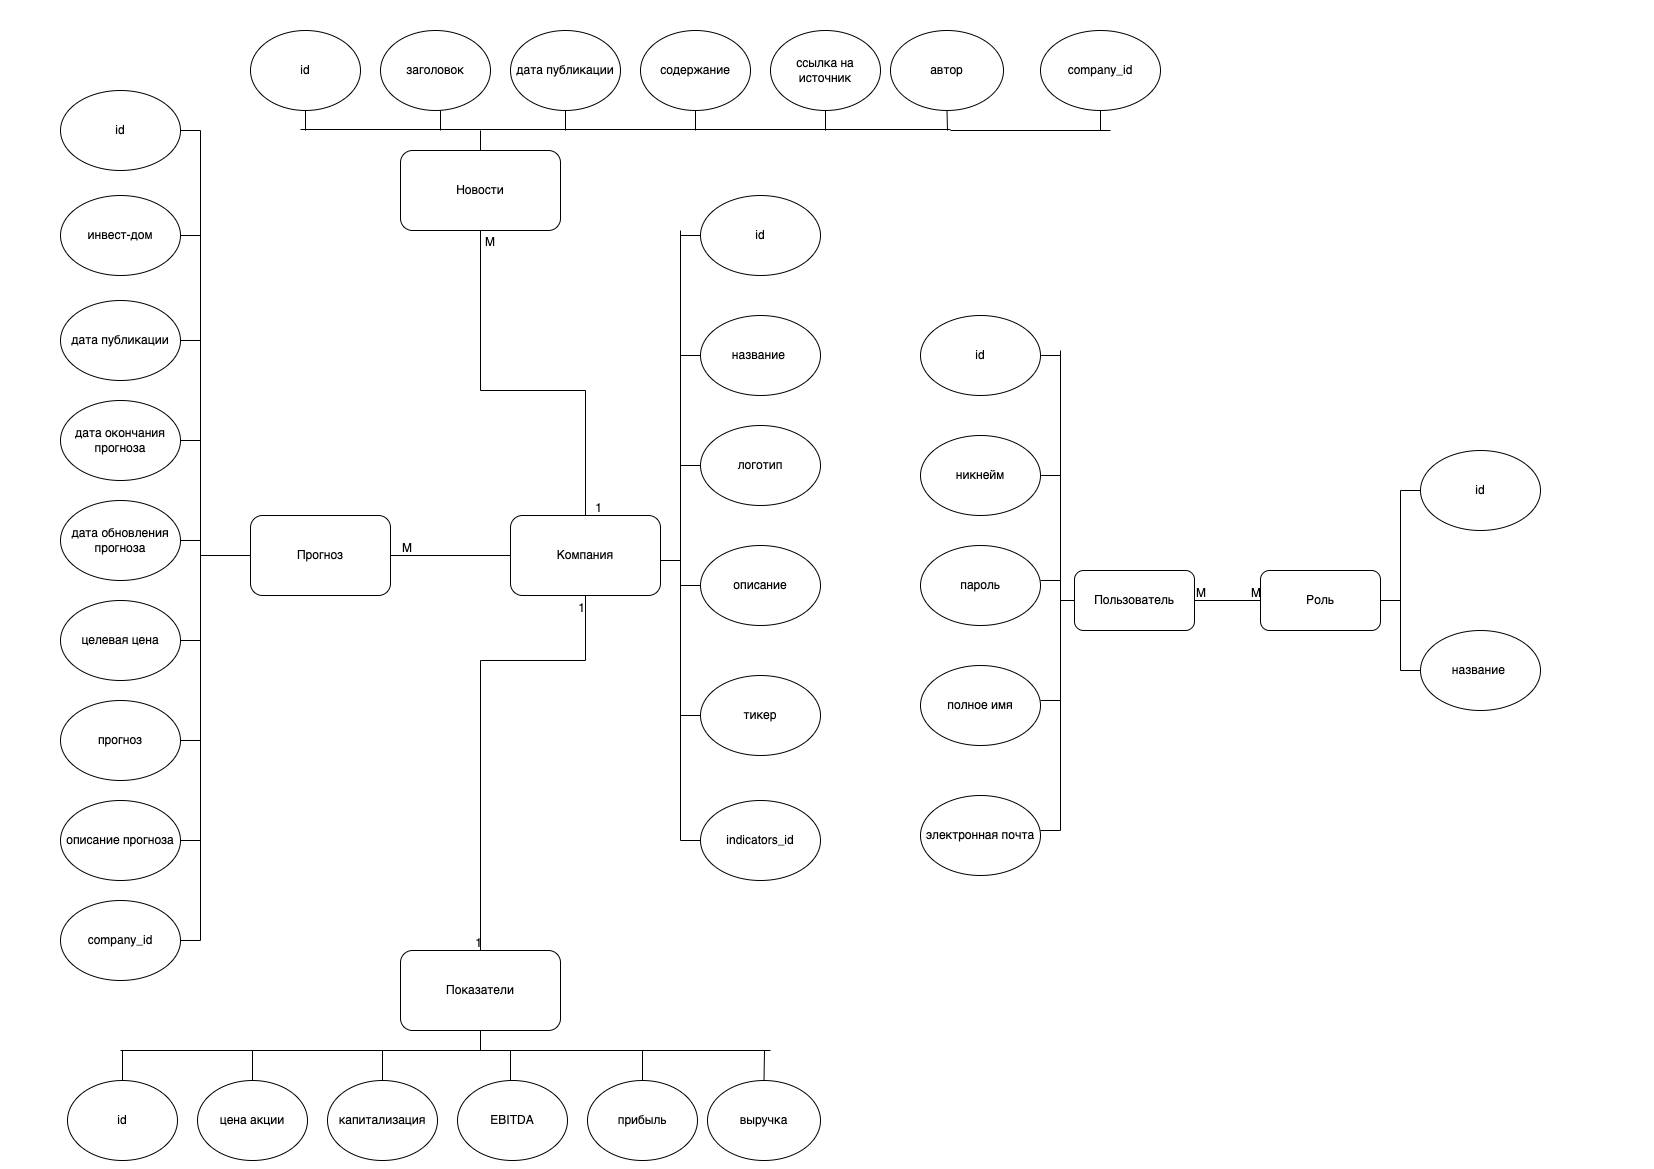 id
заголовок
дата публикации
содержание
ссылка на
источник
автор
company_id
Новости
M
id
инвест-дом
дата публикации
дата окончания
прогноза
дата обновления
прогноза
целевая цена
прогноз
описание прогноза
company_id
Прогноз
M
1
Компания
1
id
название
логотип
описание
тикер
indicators_id
id
никнейм
пароль
полное имя
электронная почта
Пользователь
M
M
Роль
id
название
1
Показатели
id
цена акции
капитализация
EBITDA
прибыль
выручка